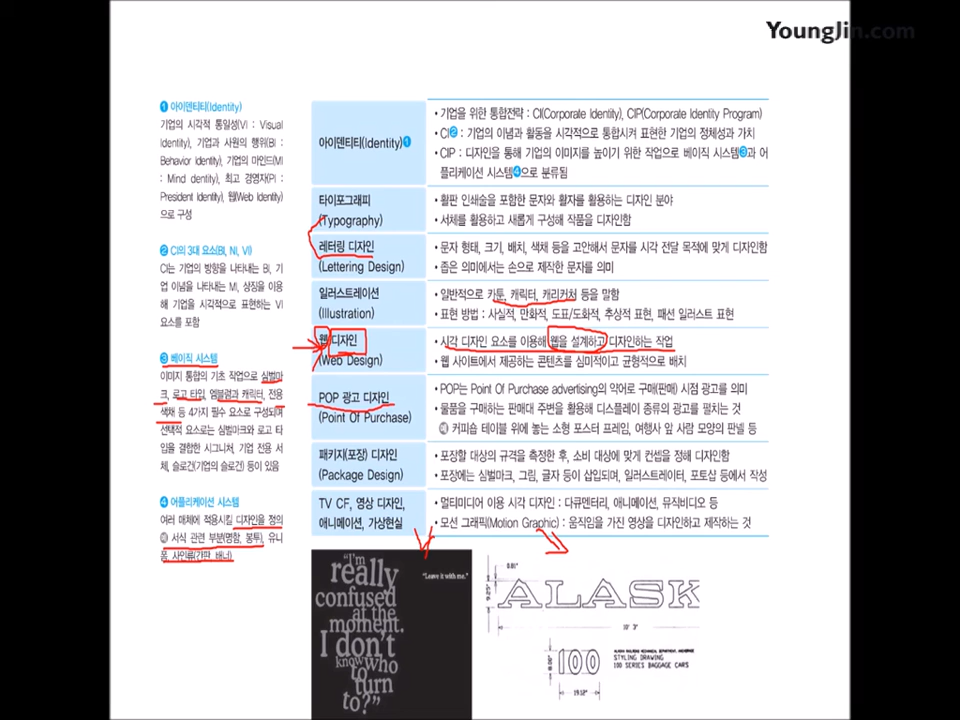 YoungJin.com
❶ 아이덴티티(Identity)
기업의 시각적 통일성(VI : Visual
Identity), 기업과 사원의 행위(BI :
Behavior Identity), 기업의 마인드(MI
: Mind dentity), 최고 경영자(PI :
President Identity), 웹(Web Identity)
으로 구성
❷ CI의 3대 요소(BI, NI, VI)
CI는 기업의 방향을 나타내는 BI, 기
업 이념을 나타내는 MI, 상징을 이용
해 기업을 시각적으로 표현하는 VI
요소를 포함
❸ 베이직 시스템
이미지 통합의 기초 작업으로 심벌마
크, 로고 타입, 엠블럼과 캐릭터, 전용
색채 등 4가지 필수 요소로 구성되며
선택적 요소로는 심벌마크와 로고 타
입을 결합한 시그니처, 기업 전용 서
체, 슬로건(기업의 슬로건) 등이 있음
❹ 어플리케이션 시스템
여러 매체에 적용시킬 디자인을 정의
예 서식 관련 부분(명함, 봉투), 유니
폼, 사인류(간판, 배너)
아이덴티티(Identity)❶
• 기업을 위한 통합전략 : CI(Corporate Identity), CIP(Corporate Identity Program)
• CI❷ : 기업의 이념과 활동을 시각적으로 통합시켜 표현한 기업의 정체성과 가치
• CIP : 디자인을 통해 기업의 이미지를 높이기 위한 작업으로 베이직 시스템❸과 어
플리케이션 시스템❹으로 분류됨
타이포그래피
(Typography)
• 활판 인쇄술을 포함한 문자와 활자를 활용하는 디자인 분야
• 서체를 활용하고 새롭게 구성해 작품을 디자인함
레터링 디자인
(Lettering Design)
• 문자 형태, 크기, 배치, 색채 등을 고안해서 문자를 시각 전달 목적에 맞게 디자인함
• 좁은 의미에서는 손으로 제작한 문자를 의미
일러스트레이션
(Illustration)
• 일반적으로 카툰, 캐릭터, 캐리커처 등을 말함
• 표현 방법 : 사실적, 만화적, 도표/도화적, 추상적 표현, 패션 일러스트 표현
웹 디자인
(Web Design)
• 시각 디자인 요소를 이용해 웹을 설계하고 디자인하는 작업
• 웹 사이트에서 제공하는 콘텐츠를 심미적이고 균형적으로 배치
POP 광고 디자인
(Point Of Purchase)
• POP는 Point Of Purchase advertising의 약어로 구매(판매) 시점 광고를 의미
• 물품을 구매하는 판매대 주변을 활용해 디스플레이 종류의 광고를 펼치는 것
예 커피숍 테이블 위에 놓는 소형 포스터 프레임, 여행사 앞 사람 모양의 판넬 등
패키지(포장) 디자인
(Package Design)
• 포장할 대상의 규격을 측정한 후, 소비 대상에 맞게 컨셉을 정해 디자인함
• 포장에는 심벌마크, 그림, 글자 등이 삽입되며, 일러스트레이터, 포토샵 등에서 작성
TV CF, 영상 디자인,
애니메이션, 가상현실
• 멀티미디어 이용 시각 디자인 : 다큐멘터리, 애니메이션, 뮤직비디오 등
• 모션 그래픽(Motion Graphic) : 움직임을 가진 영상을 디자인하고 제작하는 것
"I'm
really
confused
at the
moment.
I don't
know who
to
turn
to?"
"Leave it with me."
0.81"
9.25"
ALASK
10' 3"
100
19.12"
STYLING DRAWING
100 SERIES BAGGAGE CARS